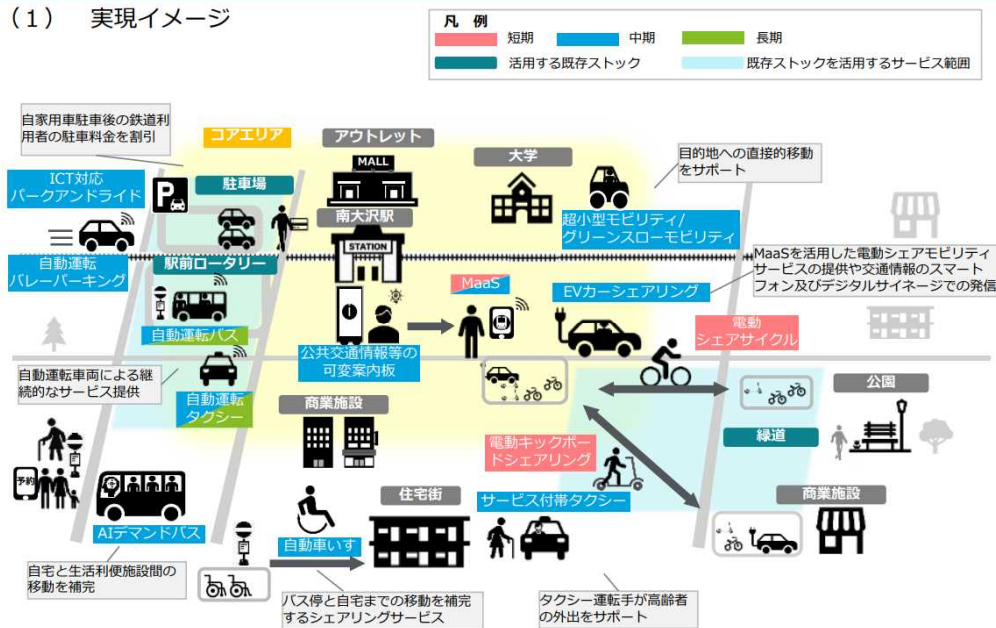 （１） 実現イメージ
凡 例
短期
中期
長期
活用する既存ストック
既存ストックを活用するサービス範囲
自家用車駐車後の鉄道利
用者の駐車料金を割引
コアエリア
アウトレット
MALL
大学
目的地への直接的移動
をサポート
ICT対応
パークアンドライド
P
駐車場
南大沢駅
STATION
超小型モビリティ/
グリーンスローモビリティ
自動運転
バレーパーキング
駅前ロータリー
MaaS
EVカーシェアリング
MaaSを活用した電動シェアモビリティ
サービスの提供や交通情報のスマート
フォン及びデジタルサイネージでの発信
自動運転バス
公共交通情報等の
可変案内板
電動
シェアサイクル
自動運転車両による継
続的なサービス提供
自動運転
タクシー
商業施設
公園
緑道
電動キックボー
ドシェアリング
予約
AIデマンドバス
住宅街
サービス付帯タクシー
商業施設
自動車いす
自宅と生活利便施設間の
移動を補完
バス停と自宅までの移動を補完
するシェアリングサービス
タクシー運転手が高齢者
の外出をサポート